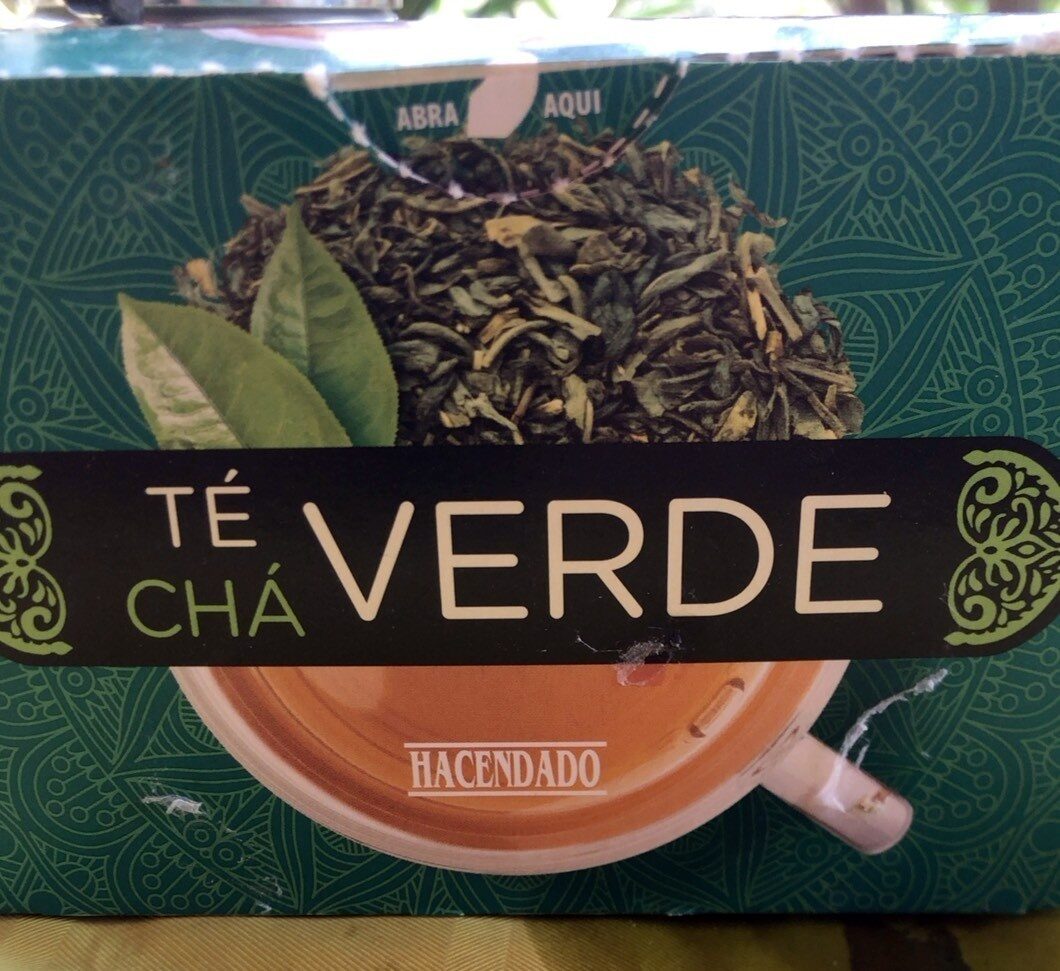 ABRA AQUI
TÉ
CHÁ
VERDE
HACENDADO